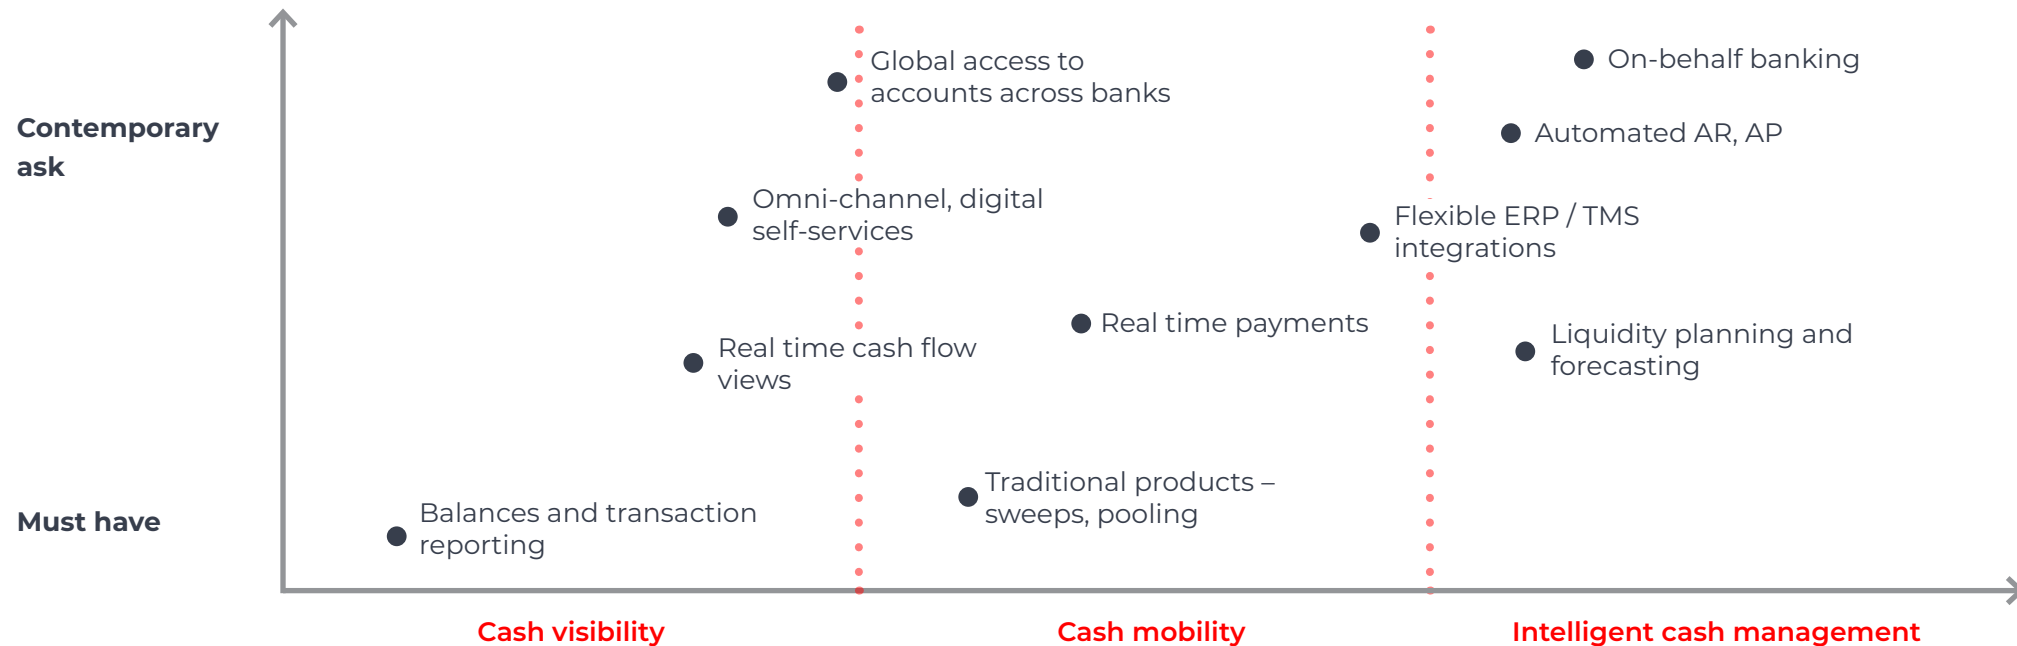 Contemporary
ask
Must have
Global access to
accounts across banks
Omni-channel, digital
self-services
Real time cash flow
views
Balances and transaction
reporting
Real time payments
Traditional products –
sweeps, pooling
On-behalf banking
Automated AR, AP
Flexible ERP / TMS
integrations
Liquidity planning and
forecasting
Cash visibility
Cash mobility
Intelligent cash management